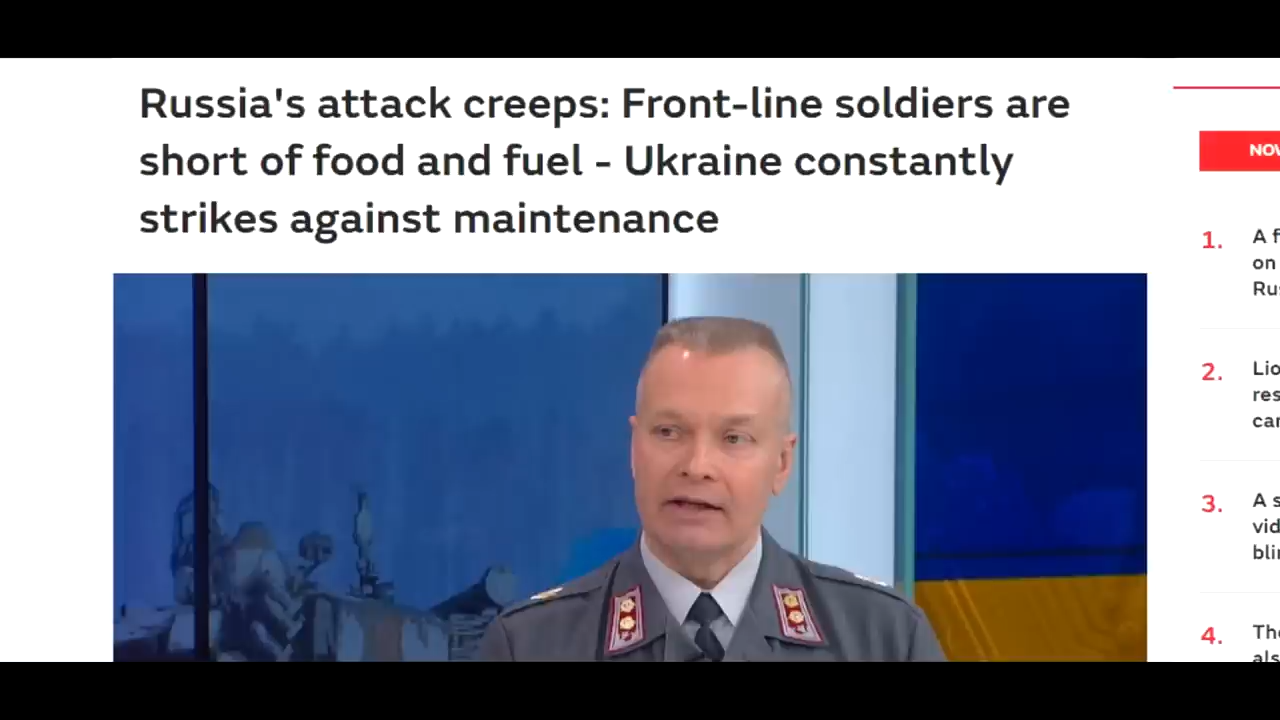 Russia's attack creeps: Front-line soldiers are
short of food and fuel - Ukraine constantly
strikes against maintenance
1.
A
on
2.
3.
A
4.